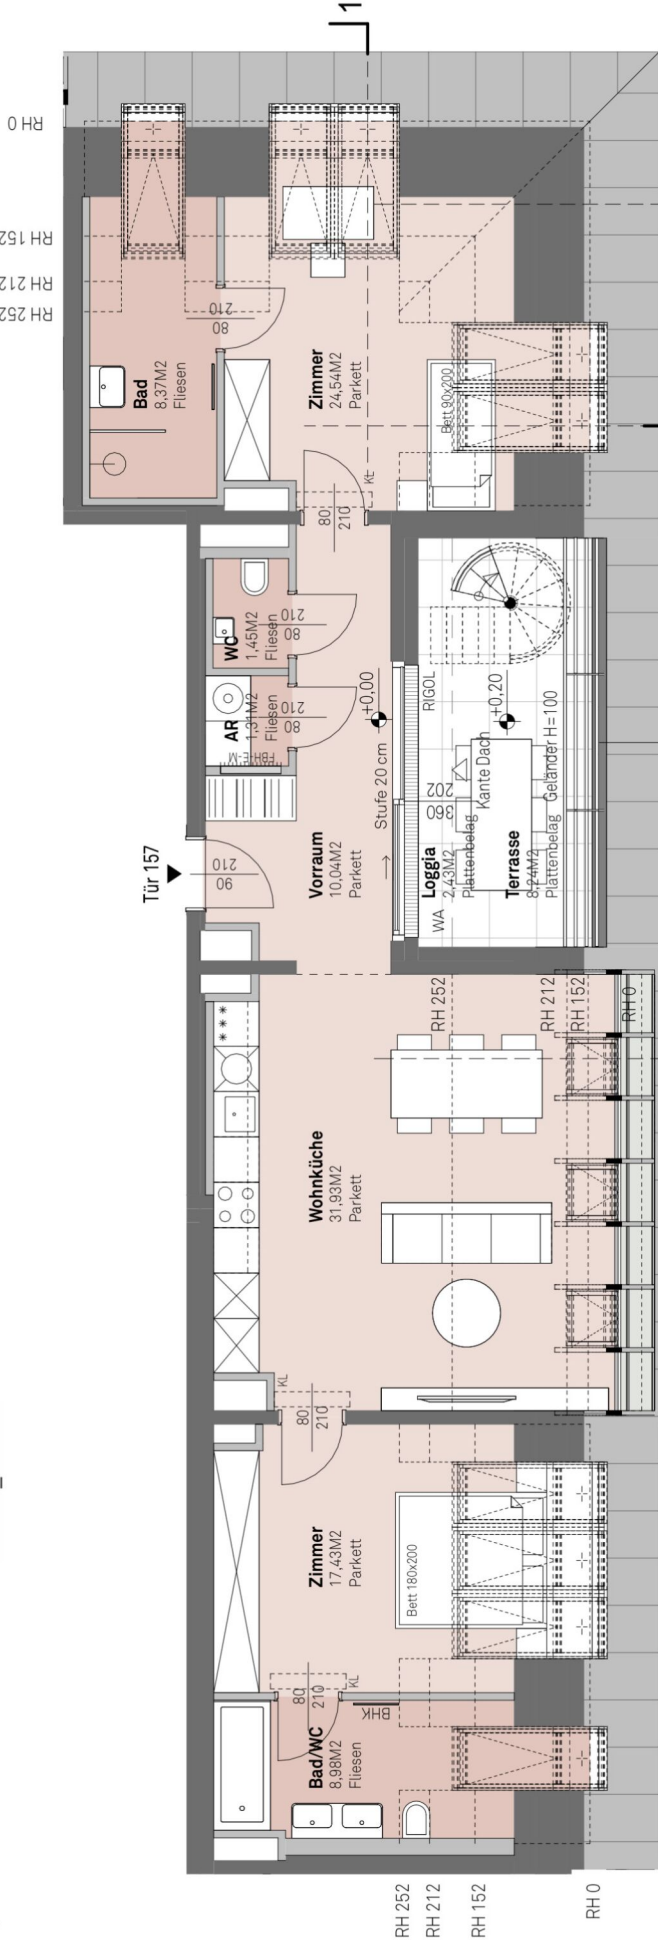 1
RH 0
RH 152
RH 212
RH 252
Bad
8,37M2
Fliesen
80
210
Zimmer
24,54M2
Parkett
Bett 90x200
KL
80
210
WC
1,45M2
Fliesen
80
210
AR
1,31M2
Fliesen
80
210
FBH-E-M
±0,00
Stufe 20 cm
RIGOL
+0,20
Tür 157
90
210
Vorraum
10,04M2
Parkett
Loggia
2,43M2
Plattenbelag
WA
360
202
Kante Dach
Terrasse
8,24M2
Plattenbelag
Geländer H=100
RH 252
RH 212
RH 152
RH 0
Wohnküche
31,93M2
Parkett
KL
80
210
Zimmer
17,43M2
Parkett
Bett 180x200
KL
80
210
Bad/WC
8,98M2
Fliesen
BHK
RH 252
RH 212
RH 152
RH 0